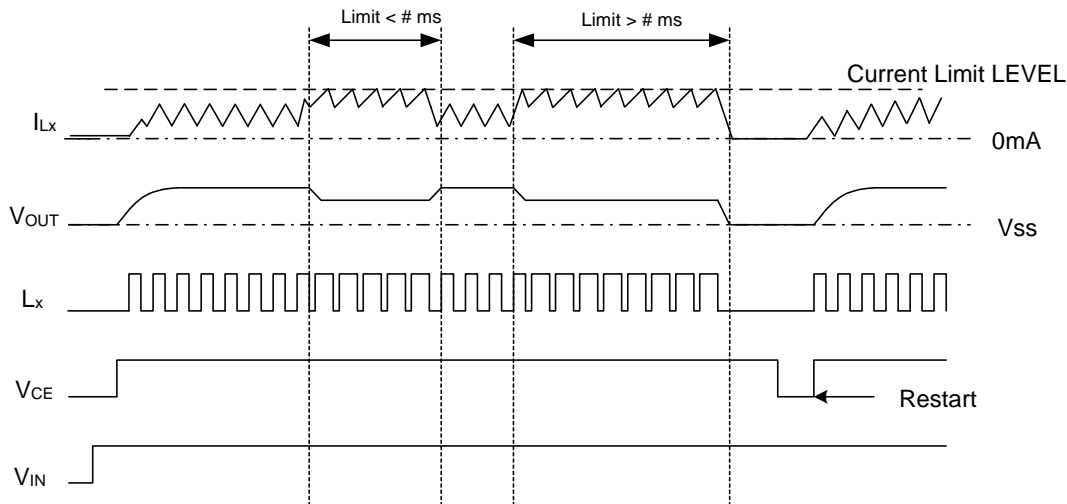 Limit < # ms
Limit > # ms
Current Limit LEVEL
ILx
0mA
VOUT
Vss
Lx
VCE
Restart
VIN